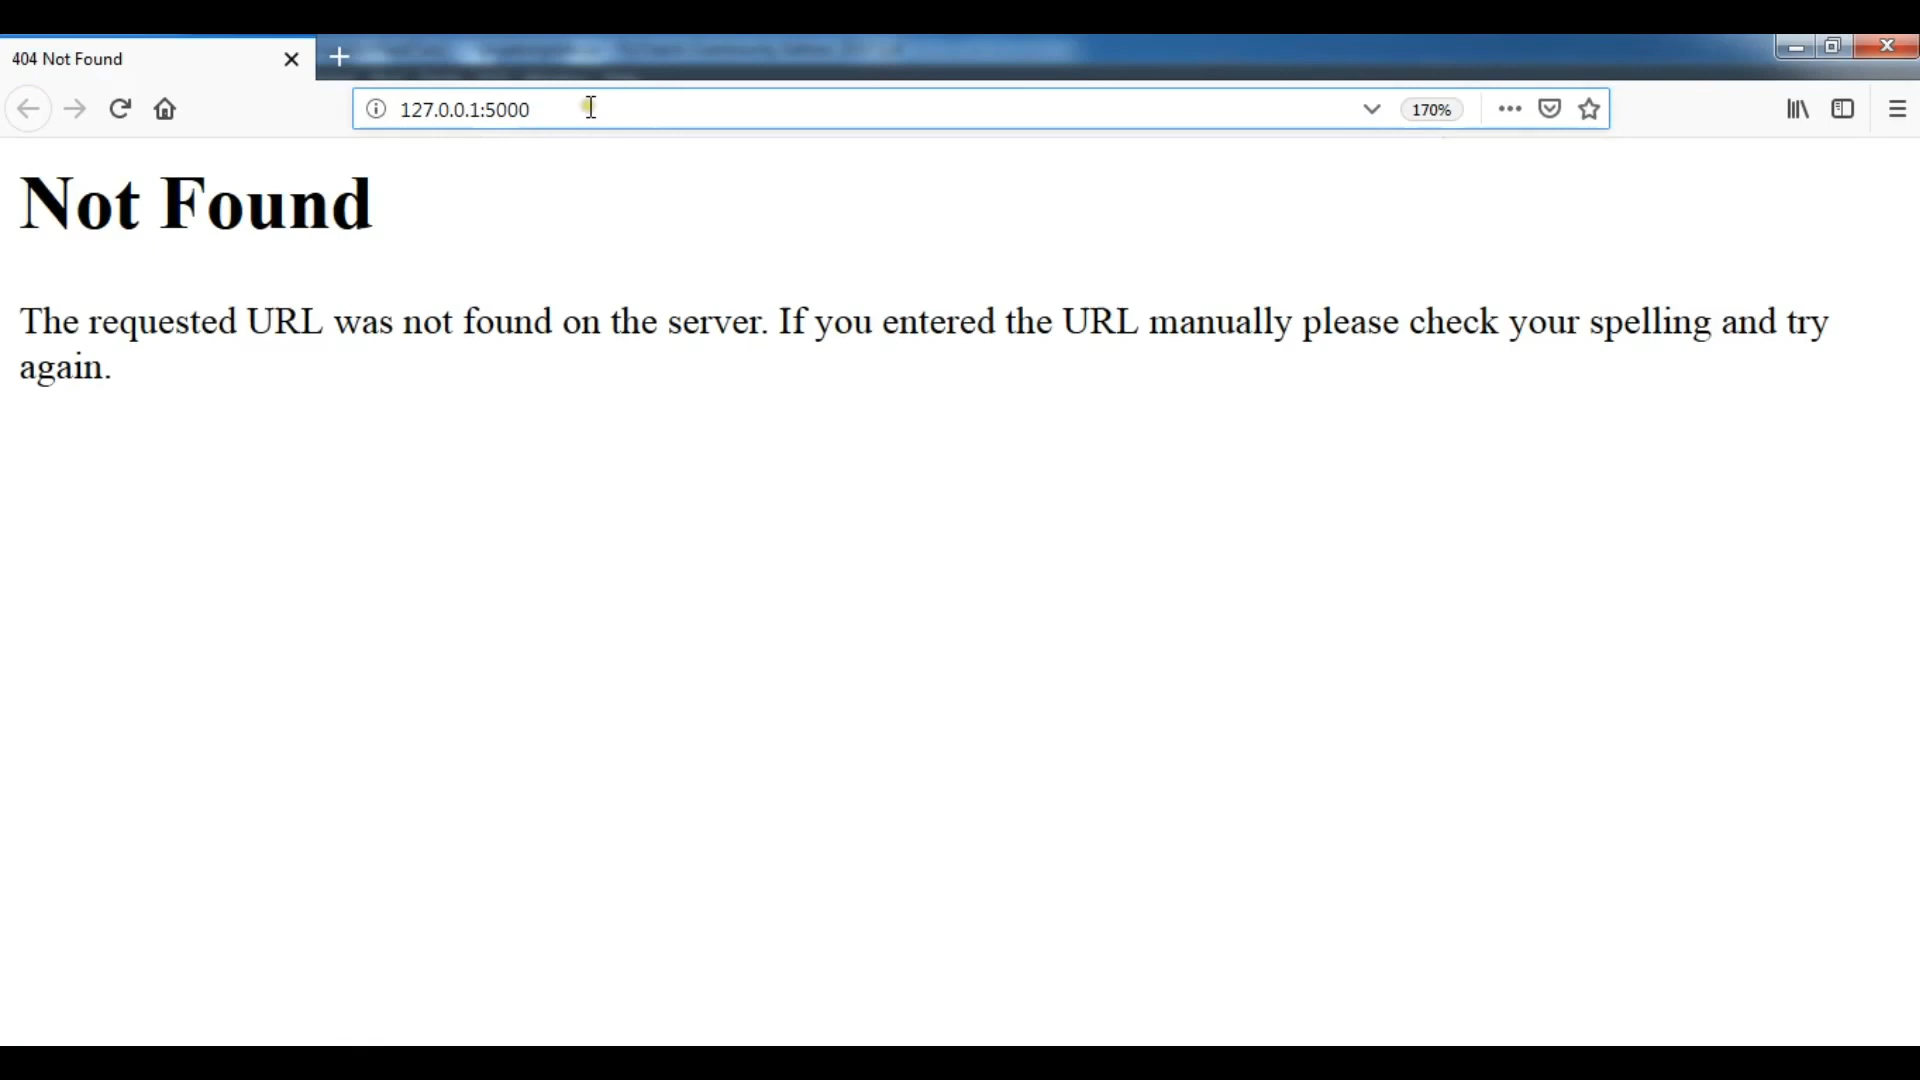 404 Not Found
127.0.0.1:5000
170%
Not Found
The requested URL was not found on the server. If you entered the URL manually please check your spelling and try
again.